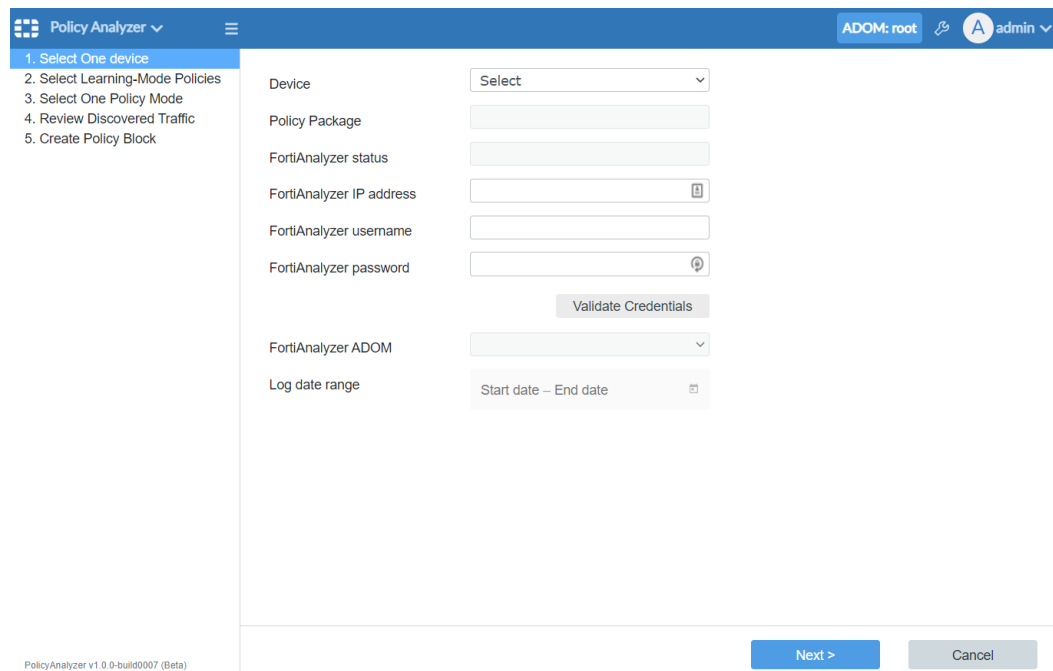 Policy Analyzer
ADOM: root
A
admin
1. Select One device
2. Select Learning-Mode Policies
3. Select One Policy Mode
4. Review Discovered Traffic
5. Create Policy Block
Device
Select
Policy Package
FortiAnalyzer status
FortiAnalyzer IP address
FortiAnalyzer username
FortiAnalyzer password
Validate Credentials
FortiAnalyzer ADOM
Log date range
Start date – End date
Next >
Cancel
PolicyAnalyzer v1.0.0-build0007 (Beta)